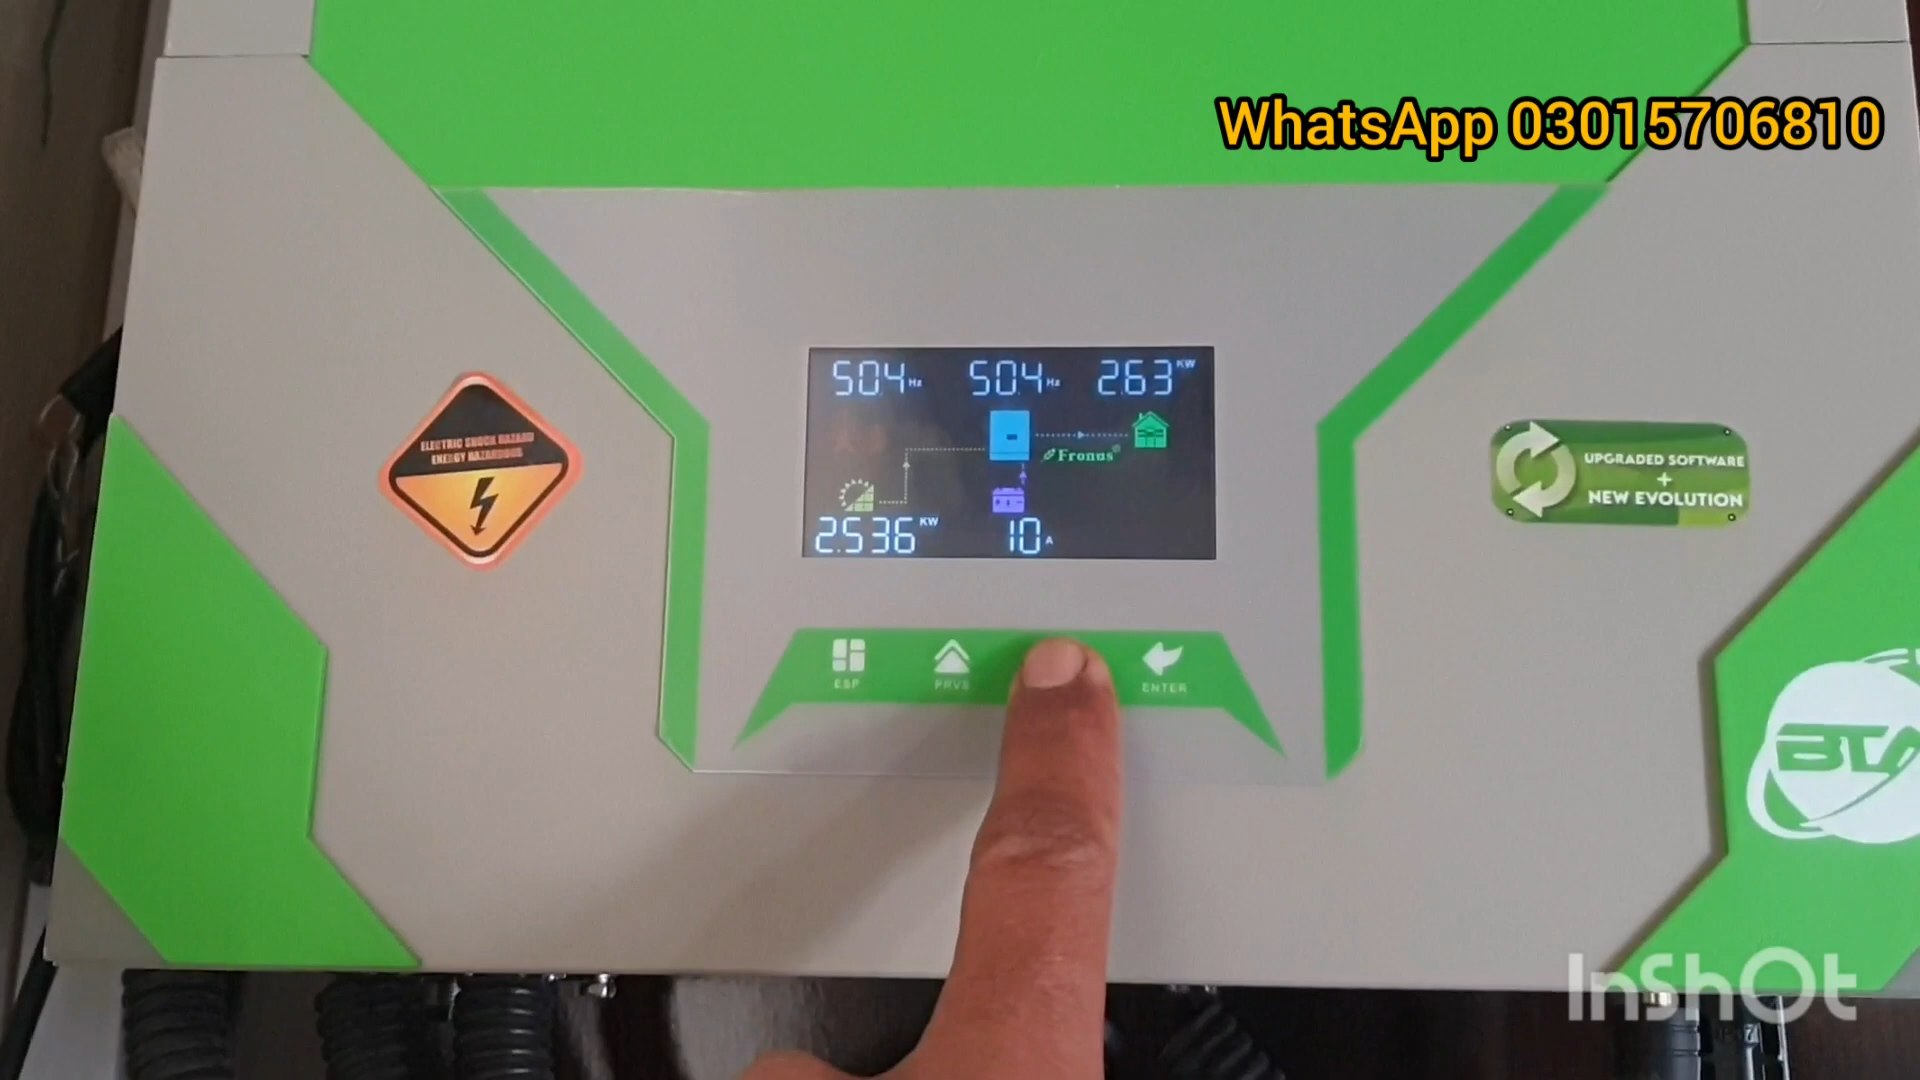 WhatsApp 03015706810
50.4 Hz 50.4 Hz 2.63 KW
ELECTRIC SHOCK HAZARD
ENERGY HAZARDOUS
Fronus
2.536 KW 10 A
UPGRADED SOFTWARE
+
NEW EVOLUTION
ESP PRVS ENTER
InShOt